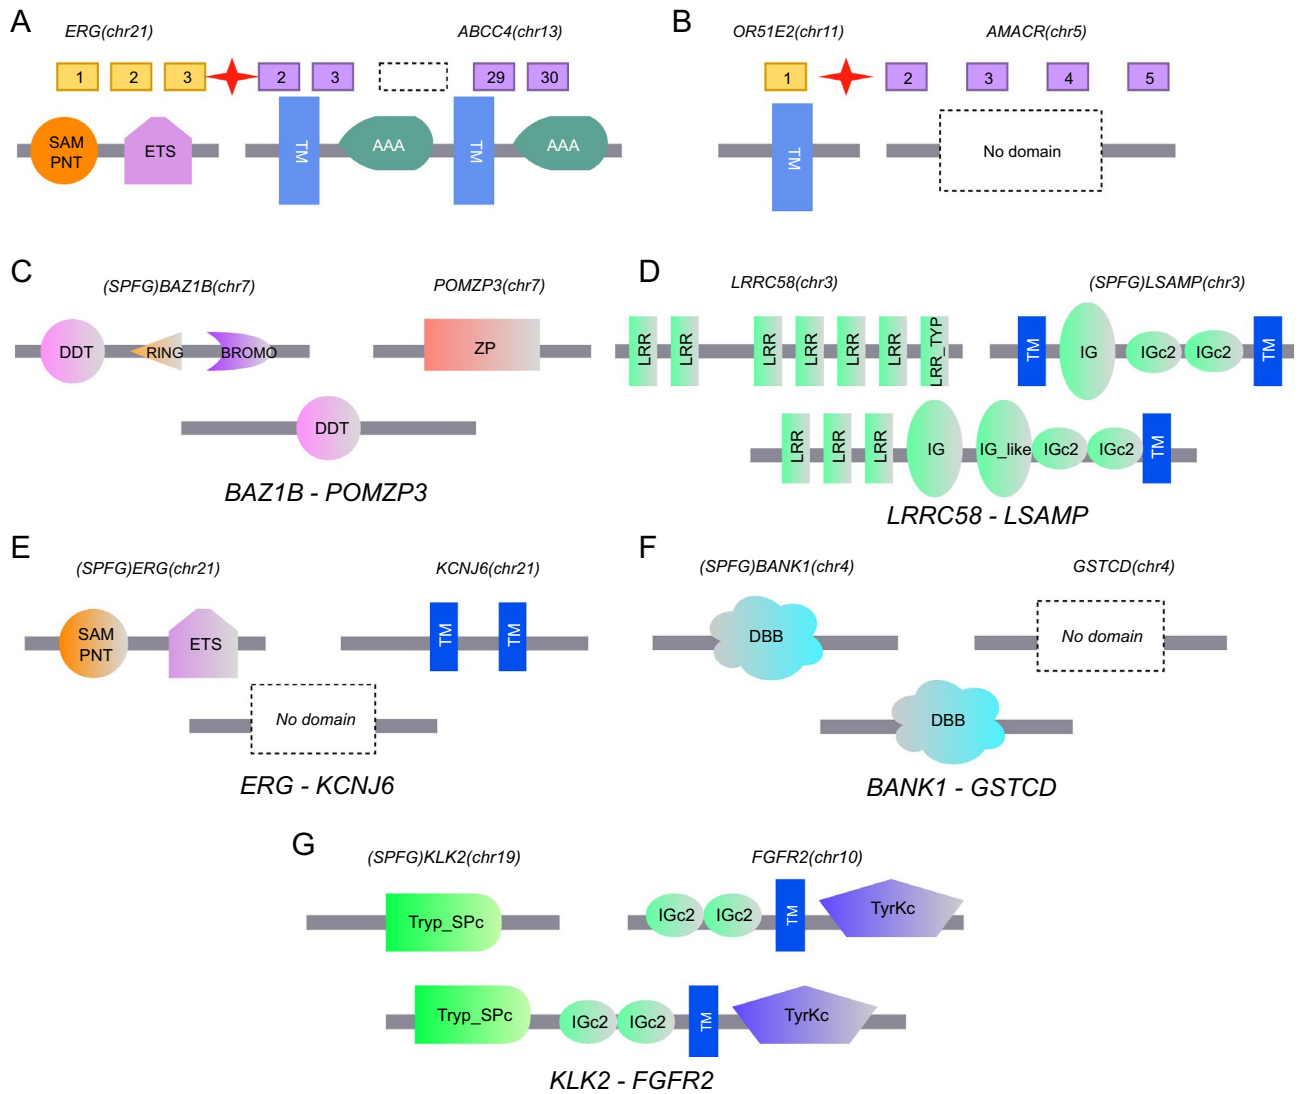 A
ERG(chr21)
ABCC4(chr13)
1 2 3 2 3 29 30
SAM
PNT
ETS
TM
AAA
TM
AAA
B
OR51E2(chr11)
AMACR(chr5)
1 2 3 4 5
TM
No domain
C
(SPFG)BAZ1B(chr7)
POMZP3(chr7)
DDT
RING
BROMO
ZP
DDT
BAZ1B - POMZP3
D
LRRC58(chr3)
(SPFG)LSAMP(chr3)
LRR
LRR
LRR
LRR
LRR
LRR
LRR_TYP
TM
IG
IGc2
IGc2
TM
LRR
LRR
LRR
IG
IG_like
IGc2
IGc2
TM
LRRC58 - LSAMP
E
(SPFG)ERG(chr21)
KCNJ6(chr21)
SAM
PNT
ETS
TM
TM
No domain
ERG - KCNJ6
F
(SPFG)BANK1(chr4)
GSTCD(chr4)
DBB
No domain
DBB
BANK1 - GSTCD
G
(SPFG)KLK2(chr19)
FGFR2(chr10)
Tryp_SPc
IGc2
IGc2
TM
TyrKc
Tryp_SPc
IGc2
IGc2
TM
TyrKc
KLK2 - FGFR2